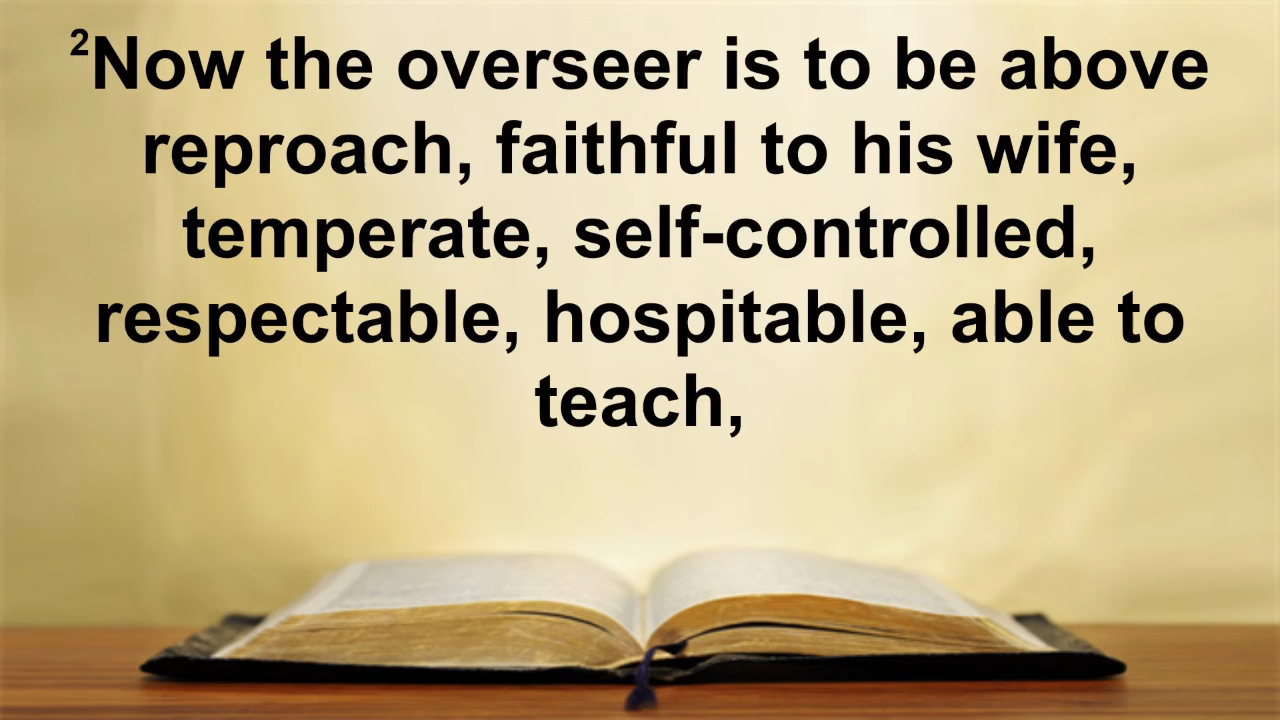 ²Now the overseer is to be above
reproach, faithful to his wife,
temperate, self-controlled,
respectable, hospitable, able to
teach,